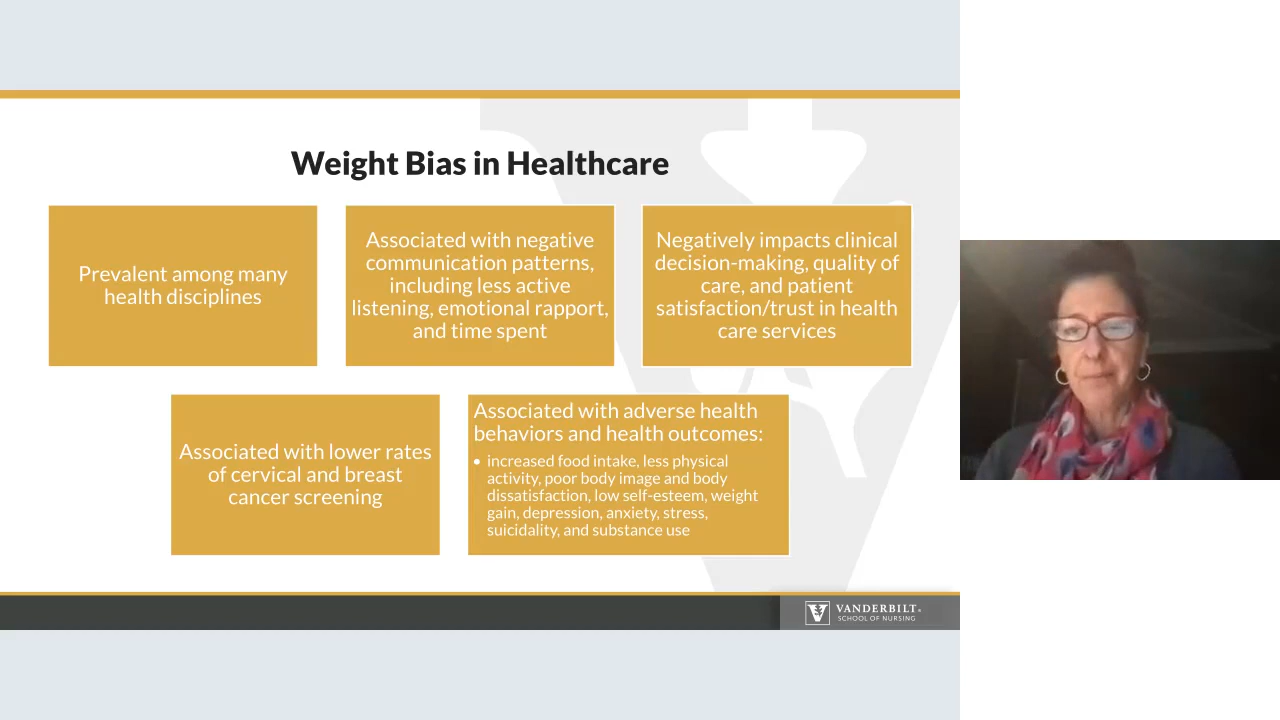 Weight Bias in Healthcare
Prevalent among many
health disciplines
Associated with negative
communication patterns,
including less active
listening, emotional rapport,
and time spent
Negatively impacts clinical
decision-making, quality of
care, and patient
satisfaction/trust in health
care services
Associated with lower rates
of cervical and breast
cancer screening
Associated with adverse health
behaviors and health outcomes:
• increased food intake, less physical
activity, poor body image and body
dissatisfaction, low self-esteem, weight
gain, depression, anxiety, stress,
suicidality, and substance use
VANDERBILT®
SCHOOL OF NURSING